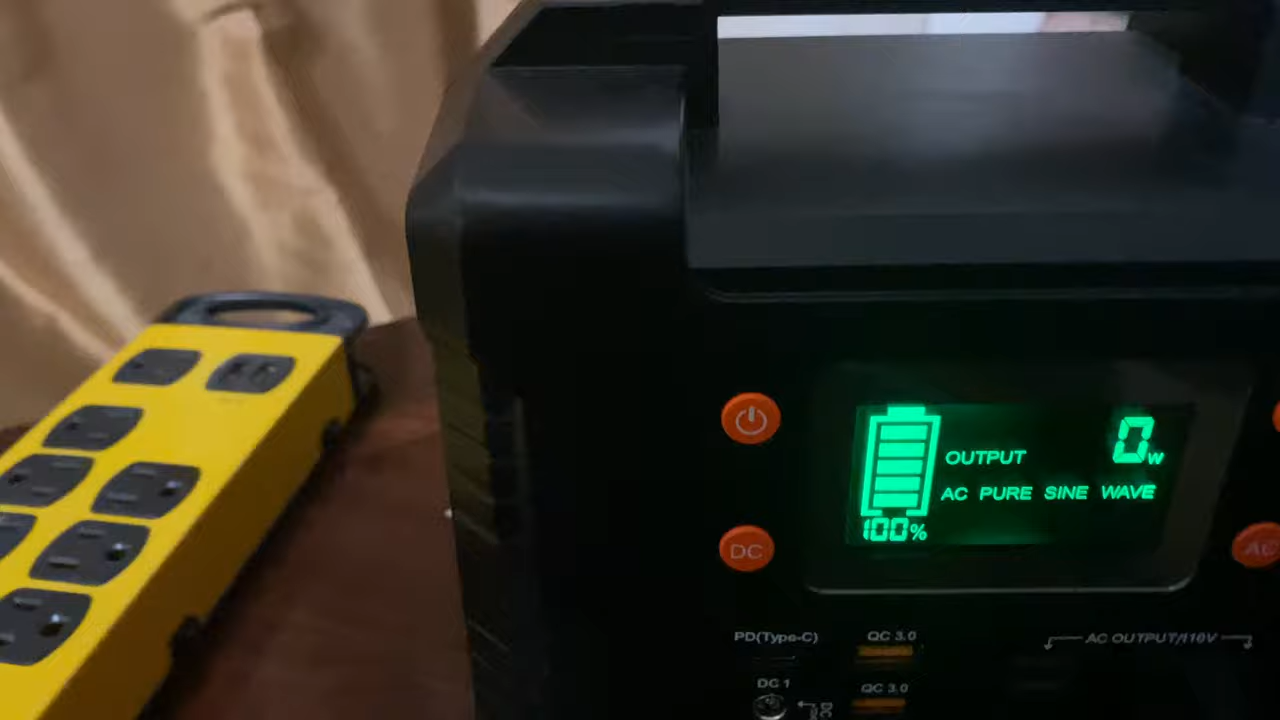 OUTPUT 0w
AC PURE SINE WAVE
100%
DC
AC
PD(Type-C)
QC 3.0
AC OUTPUT/110V
DC 1
QC 3.0